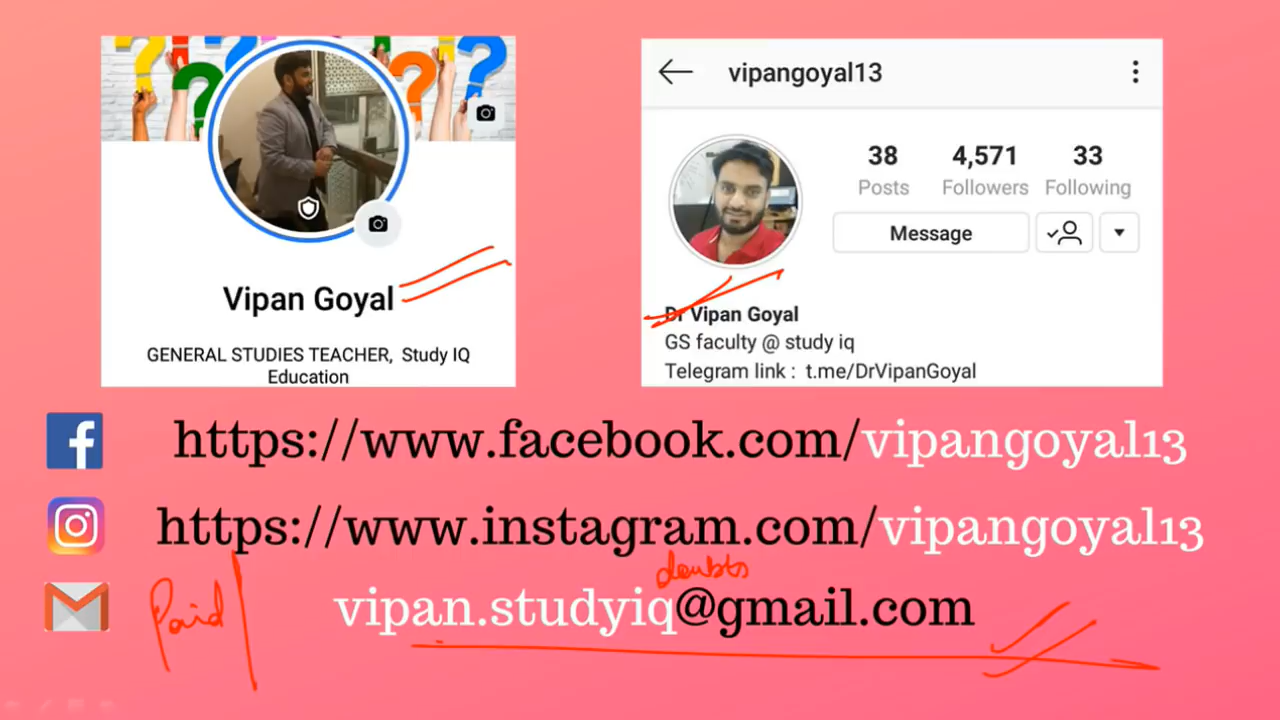 Vipan Goyal
GENERAL STUDIES TEACHER, Study IQ
Education
vipangoyal13
38
4,571
33
Posts
Followers
Following
Message
Dr Vipan Goyal
GS faculty @ study iq
Telegram link : t.me/DrVipanGoyal
https://www.facebook.com/vipangoyal13
https://www.instagram.com/vipangoyal13
doubts
Paid
vipan.studyiq@gmail.com